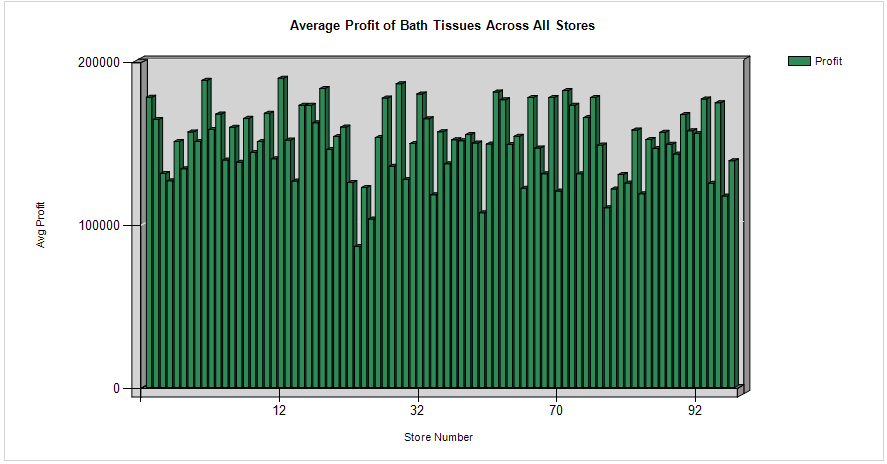 Average Profit of Bath Tissues Across All Stores
200000
Profit
100000
Avg Profit
0
12
32
70
92
Store Number